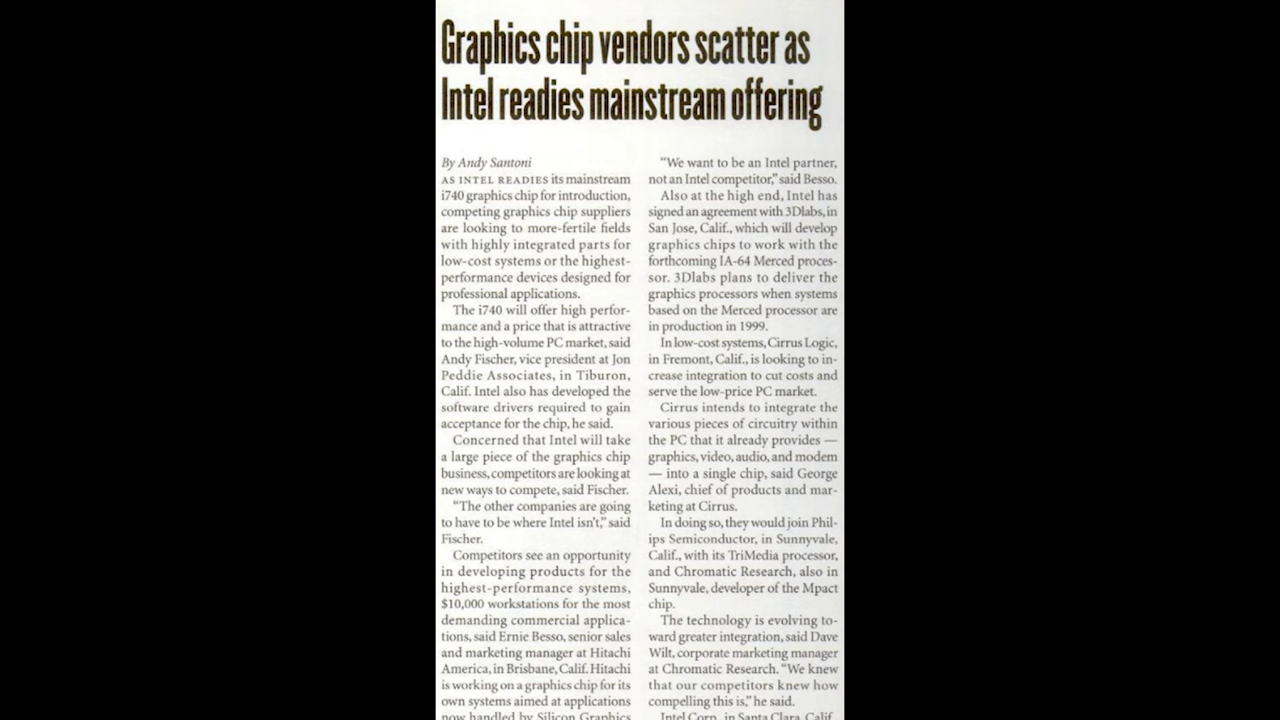 Graphics chip vendors scatter as
Intel readies mainstream offering
By Andy Santoni
AS INTEL READIES its mainstream
i740 graphics chip for introduction,
competing graphics chip suppliers
are looking to more-fertile fields
with highly integrated parts for
low-cost systems or the highest-
performance devices designed for
professional applications.
The i740 will offer high perfor-
mance and a price that is attractive
to the high-volume PC market, said
Andy Fischer, vice president at Jon
Peddie Associates, in Tiburon,
Calif. Intel also has developed the
software drivers required to gain
acceptance for the chip, he said.
Concerned that Intel will take
a large piece of the graphics chip
business, competitors are looking at
new ways to compete, said Fischer.
“The other companies are going
to have to be where Intel isn’t,” said
Fischer.
Competitors see an opportunity
in developing products for the
highest-performance systems,
$10,000 workstations for the most
demanding commercial applica-
tions, said Ernie Besso, senior sales
and marketing manager at Hitachi
America, in Brisbane, Calif. Hitachi
is working on a graphics chip for its
own systems aimed at applications
now handled by Silicon Graphics
“We want to be an Intel partner,
not an Intel competitor,” said Besso.
Also at the high end, Intel has
signed an agreement with 3Dlabs, in
San Jose, Calif., which will develop
graphics chips to work with the
forthcoming IA-64 Merced proces-
sor. 3Dlabs plans to deliver the
graphics processors when systems
based on the Merced processor are
in production in 1999.
In low-cost systems, Cirrus Logic,
in Fremont, Calif., is looking to in-
crease integration to cut costs and
serve the low-price PC market.
Cirrus intends to integrate the
various pieces of circuitry within
the PC that it already provides —
graphics, video, audio, and modem
— into a single chip, said George
Alexi, chief of products and mar-
keting at Cirrus.
In doing so, they would join Phil-
ips Semiconductor, in Sunnyvale,
Calif., with its TriMedia processor,
and Chromatic Research, also in
Sunnyvale, developer of the Mpact
chip.
The technology is evolving to-
ward greater integration, said Dave
Wilt, corporate marketing manager
at Chromatic Research. “We knew
that our competitors knew how
compelling this is,” he said.
Intel Corp., in Santa Clara, Calif.,